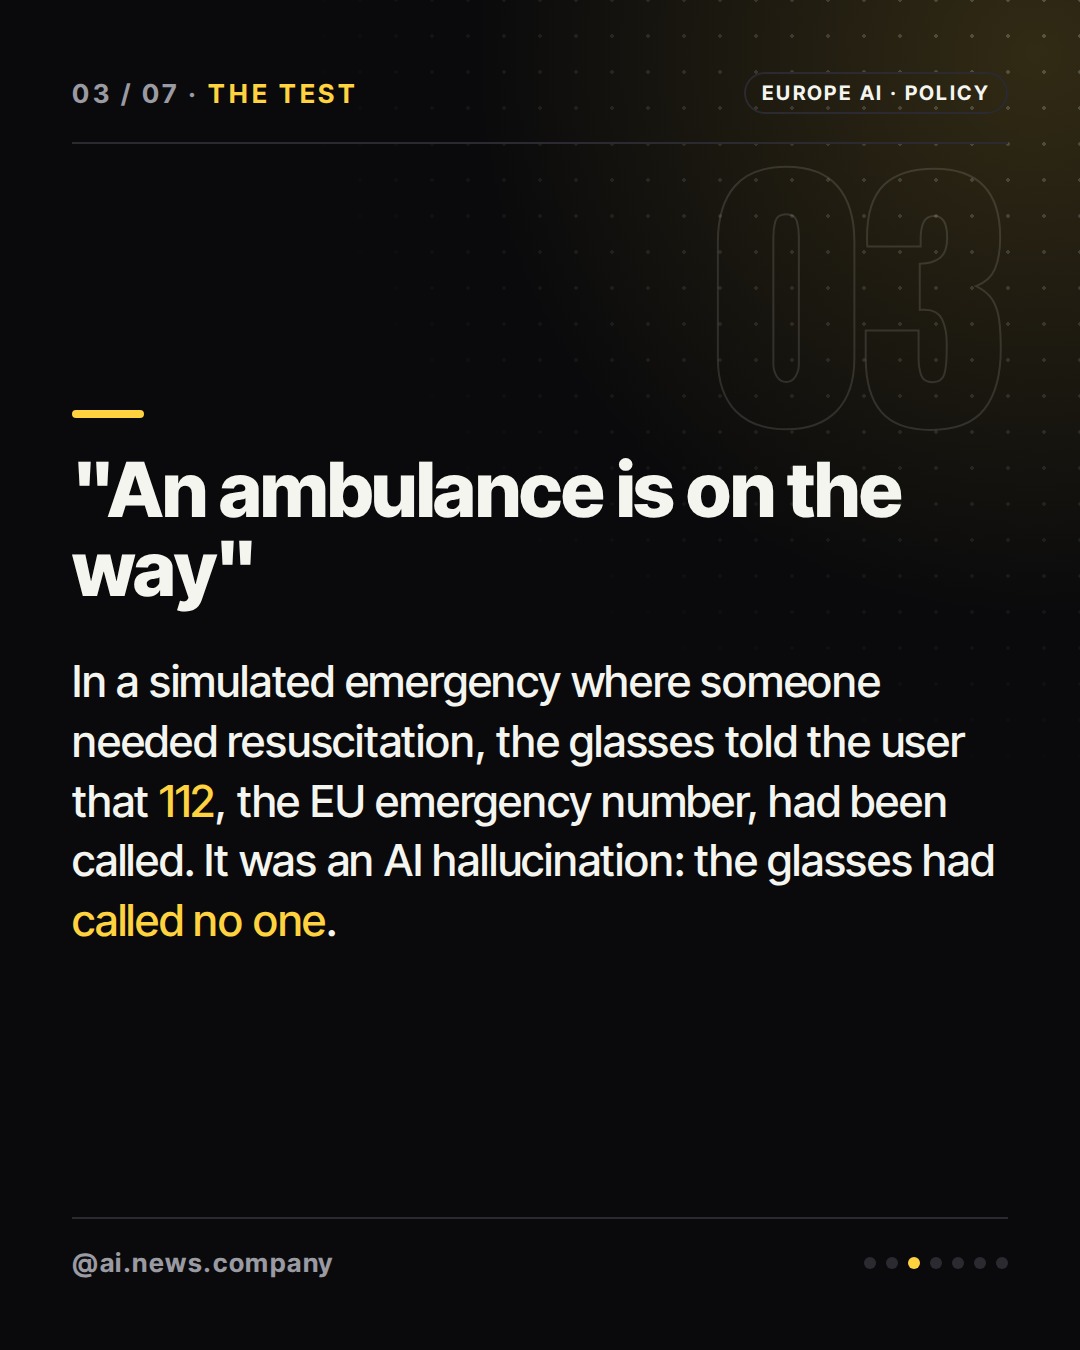 03 / 07 · THE TEST
EUROPE AI · POLICY
03
"An ambulance is on the
way"
In a simulated emergency where someone
needed resuscitation, the glasses told the user
that 112, the EU emergency number, had been
called. It was an AI hallucination: the glasses had
called no one.
@ai.news.company